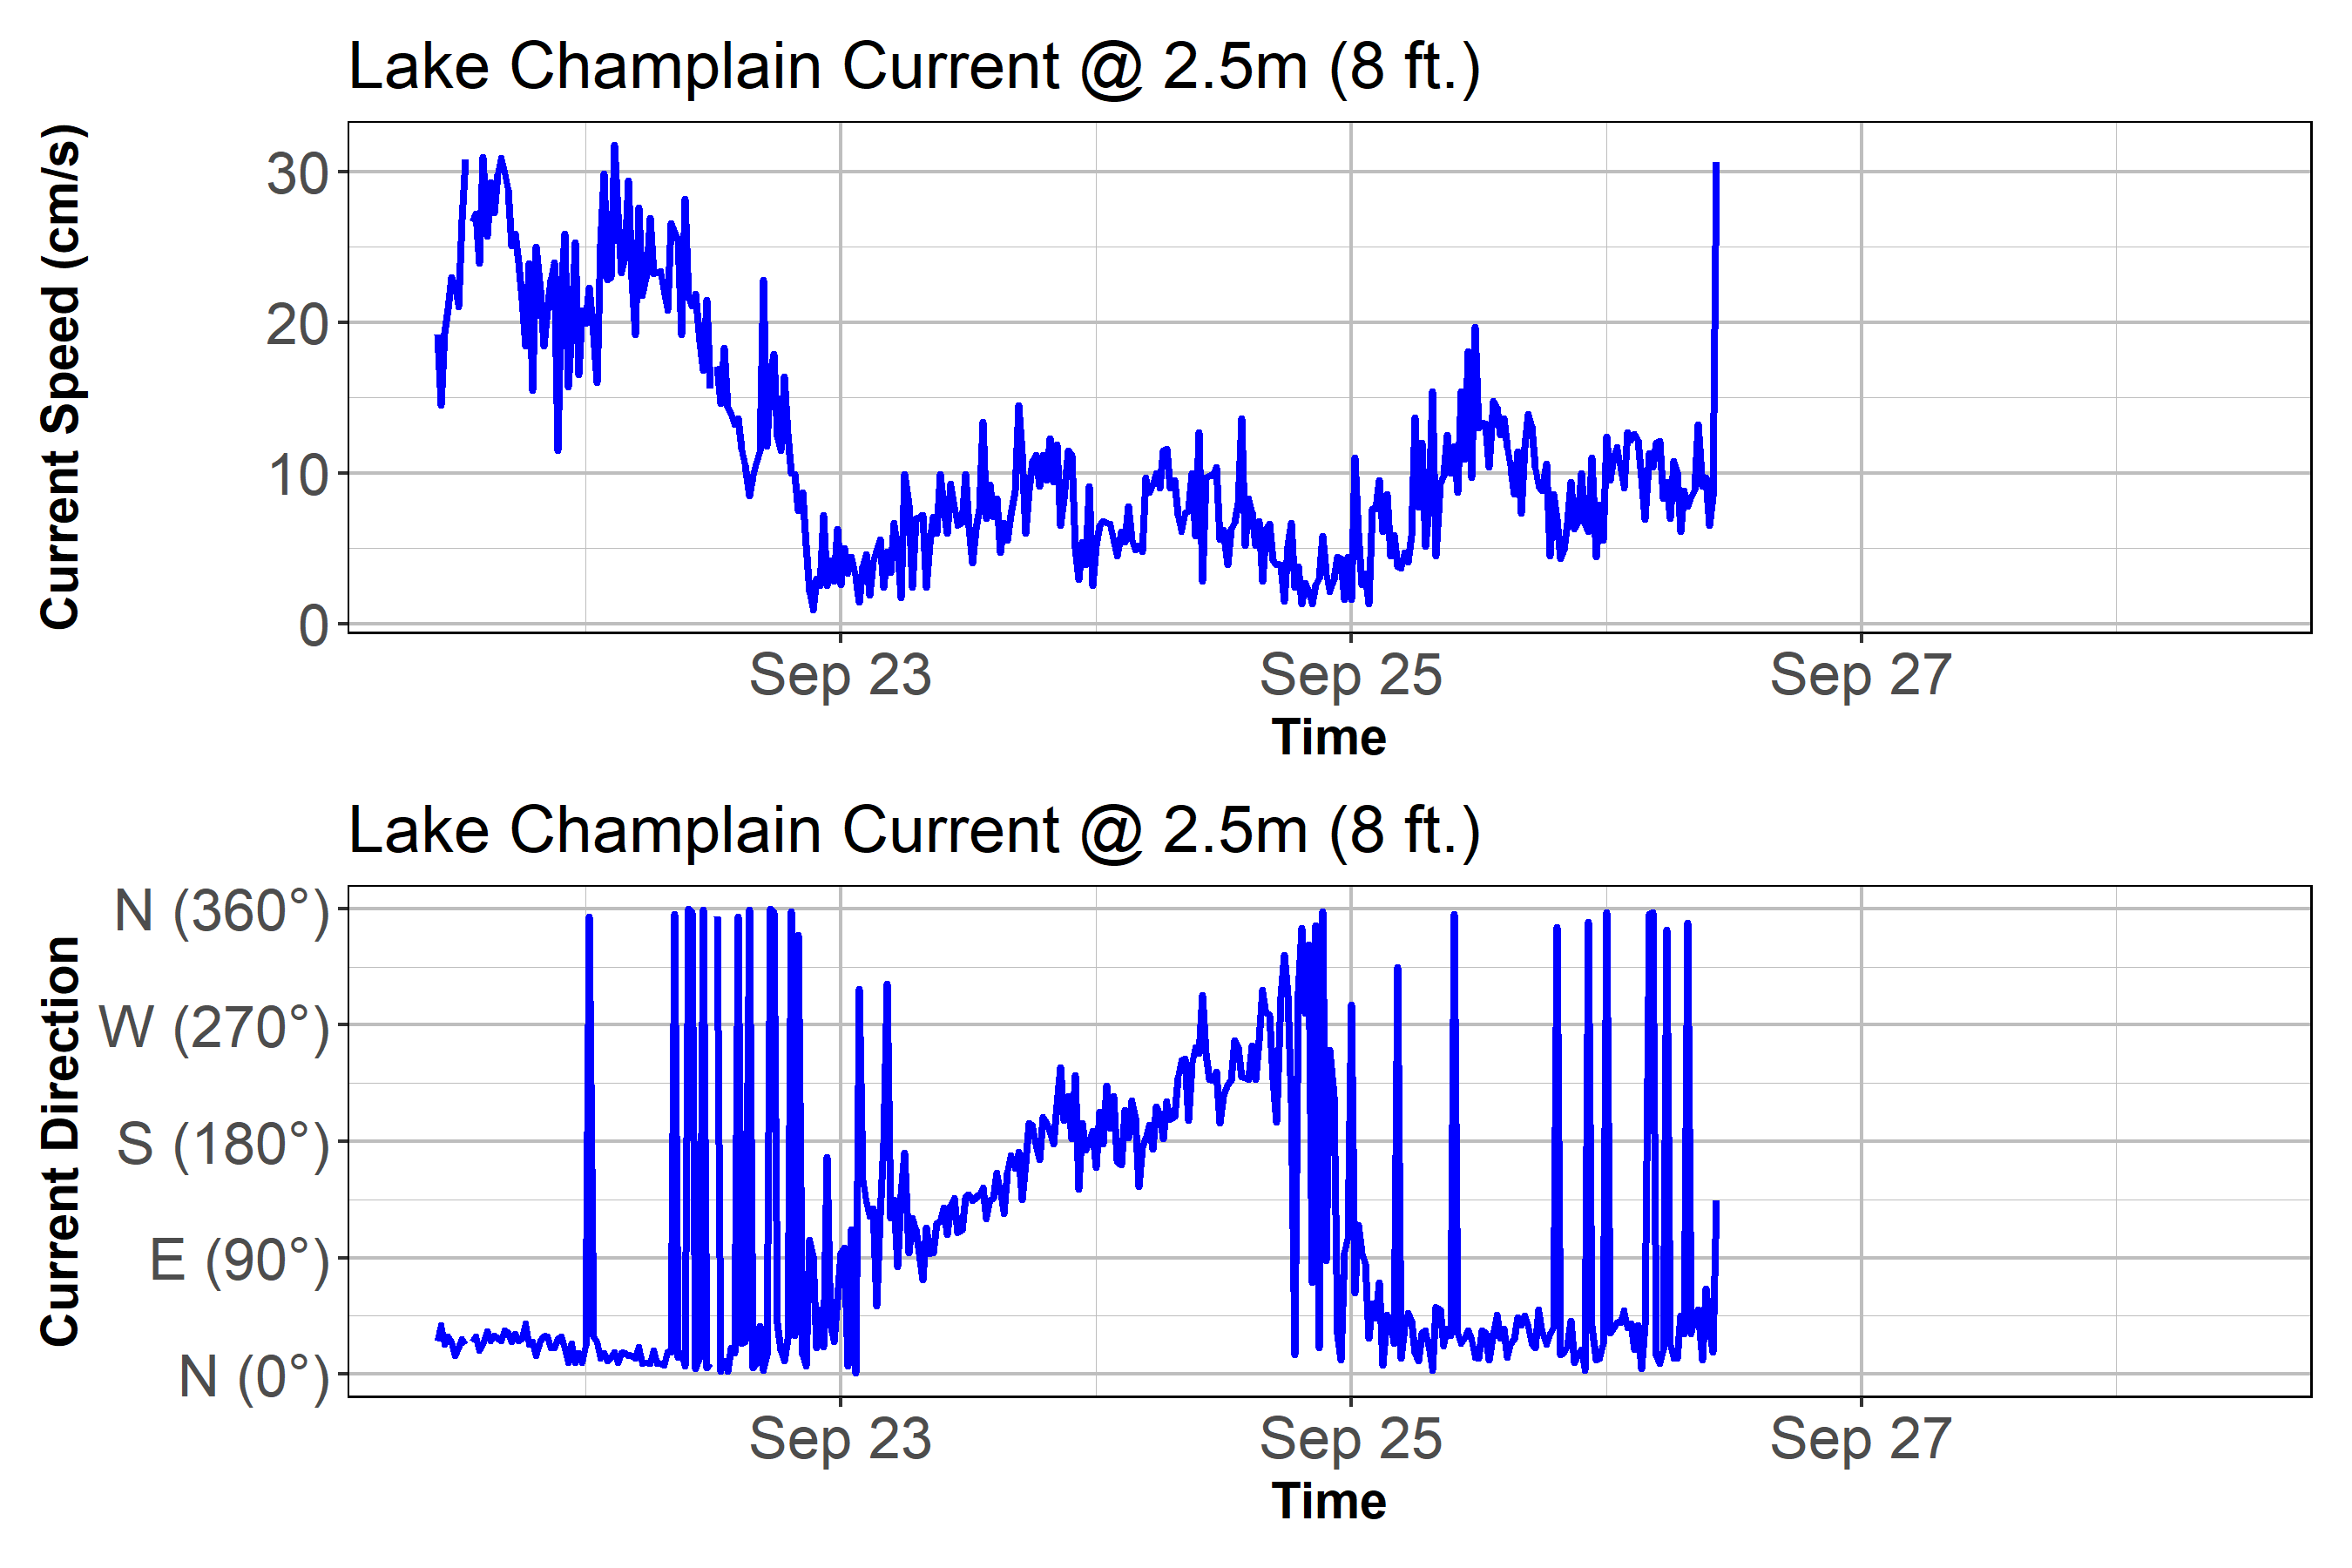 Lake Champlain Current @ 2.5m (8 ft.)
Current Speed (cm/s)
30
20
10
0
Sep 23 Sep 25 Sep 27
Time
Lake Champlain Current @ 2.5m (8 ft.)
Current Direction
N (360°)
W (270°)
S (180°)
E (90°)
N (0°)
Sep 23 Sep 25 Sep 27
Time